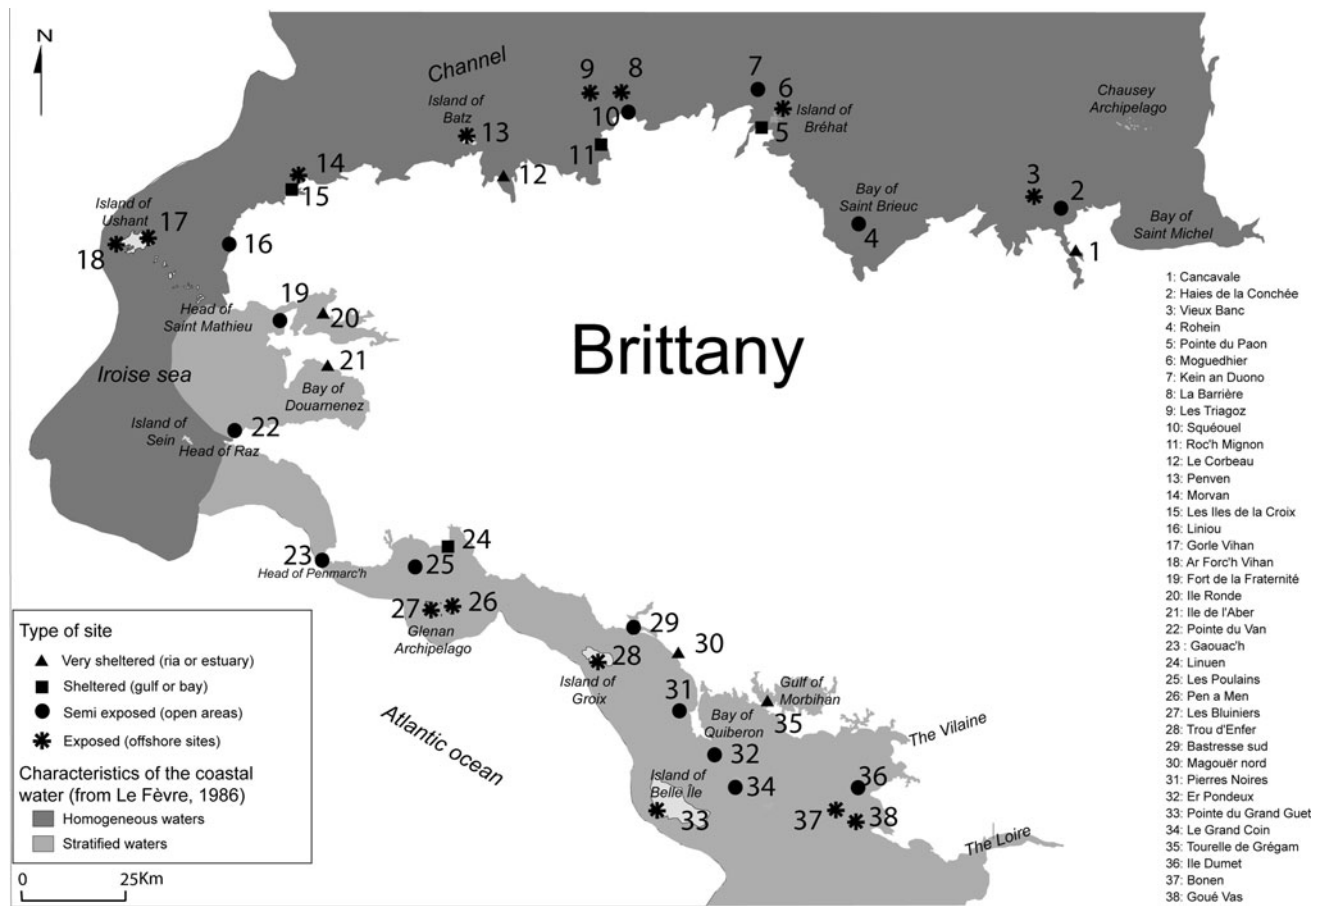 N
Channel
Island of
Batz
13
9
8
10
11
12
7
6
Island of
Bréhat
5
Chausey
Archipelago
14
15
Island of
Ushant
17
18
16
Bay of
Saint Brieuc
4
3
2
Bay of
Saint Michel
1
19
Head of
Saint Mathieu
20
21
Iroise sea
Bay of
Douarnenez
Island of
Sein
22
Head of Raz
Brittany
23
Head of Penmarc'h
24
25
27
26
Glenan
Archipelago
29
30
28
Island of
Groix
31
Gulf of
Morbihan
35
Bay of
Quiberon
The Vilaine
Atlantic ocean
32
Island of
Belle Île
34
33
36
37
38
The Loire
1: Cancavale
2: Haies de la Conchée
3: Vieux Banc
4: Rohein
5: Pointe du Paon
6: Moguedhier
7: Kein an Duono
8: La Barrière
9: Les Triagoz
10: Squéouel
11: Roc'h Mignon
12: Le Corbeau
13: Penven
14: Morvan
15: Les Iles de la Croix
16: Liniou
17: Gorle Vihan
18: Ar Forc'h Vihan
19: Fort de la Fraternité
20: Ile Ronde
21: Ile de l'Aber
22: Pointe du Van
23 : Gaouac'h
24: Linuen
25: Les Poulains
26: Pen a Men
27: Les Bluiniers
28: Trou d'Enfer
29: Bastresse sud
30: Magouër nord
31: Pierres Noires
32: Er Pondeux
33: Pointe du Grand Guet
34: Le Grand Coin
35: Tourelle de Grégam
36: Ile Dumet
37: Bonen
38: Goué Vas
Type of site
Very sheltered (ria or estuary)
Sheltered (gulf or bay)
Semi exposed (open areas)
Exposed (offshore sites)
Characteristics of the coastal
water (from Le Fèvre, 1986)
Homogeneous waters
Stratified waters
0
25Km